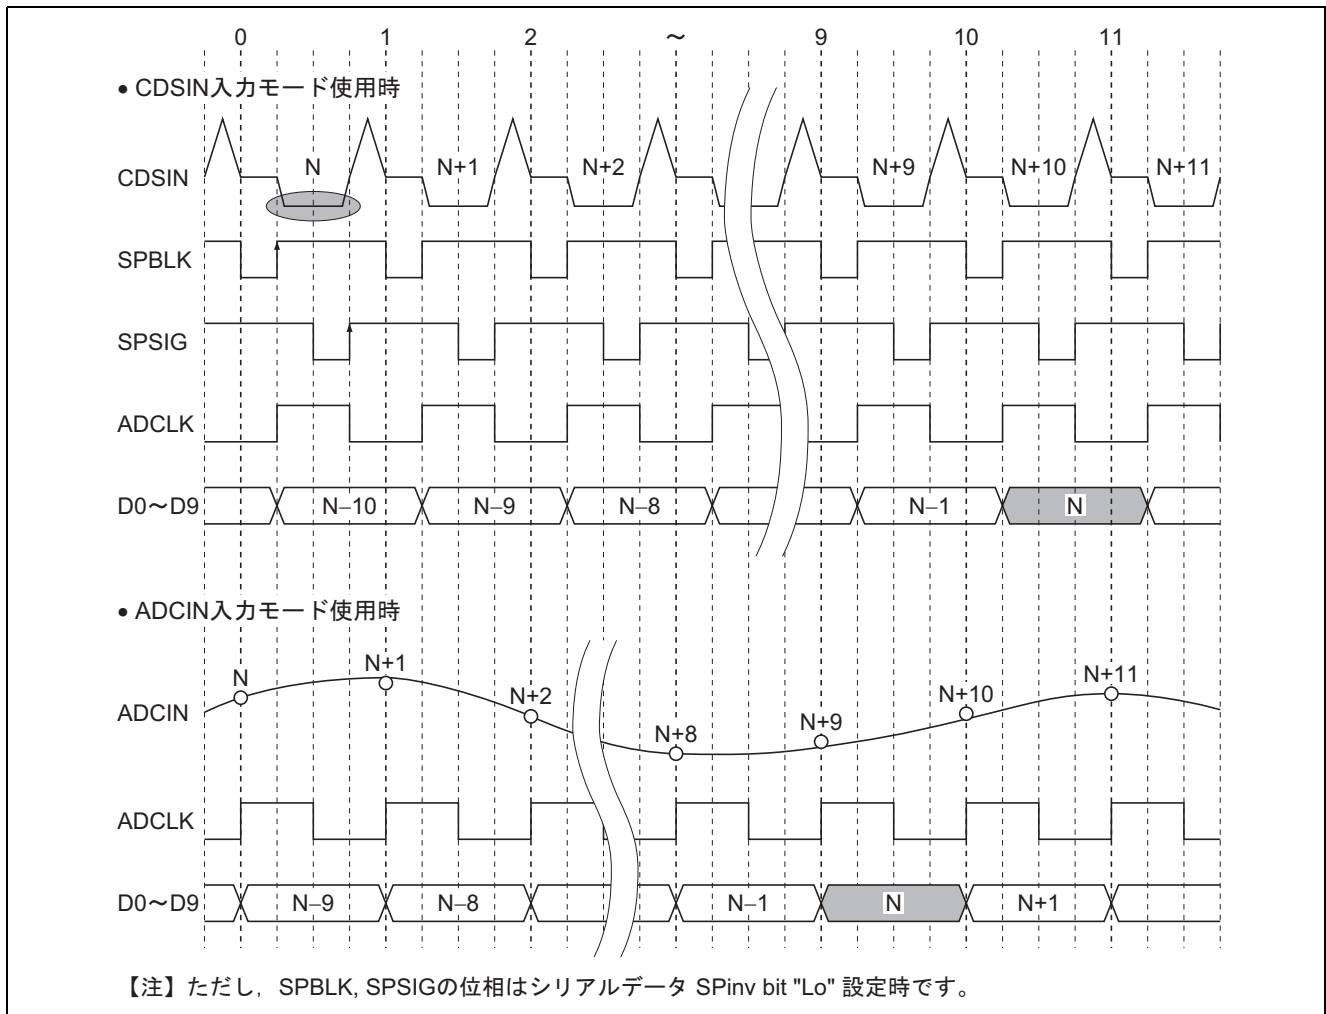 0 1 2 ～ 9 10 11
● CDSIN入力モード使用時
N N+1 N+2 N+9 N+10 N+11
CDSIN
SPBLK
SPSIG
ADCLK
D0～D9 N–10 N–9 N–8 N–1 N
● ADCIN入力モード使用時
N N+1 N+2 N+8 N+9 N+10 N+11
ADCIN
ADCLK
D0～D9 N–9 N–8 N–1 N N+1
【注】ただし，SPBLK, SPSIGの位相はシリアルデータ SPinv bit "Lo" 設定時です。